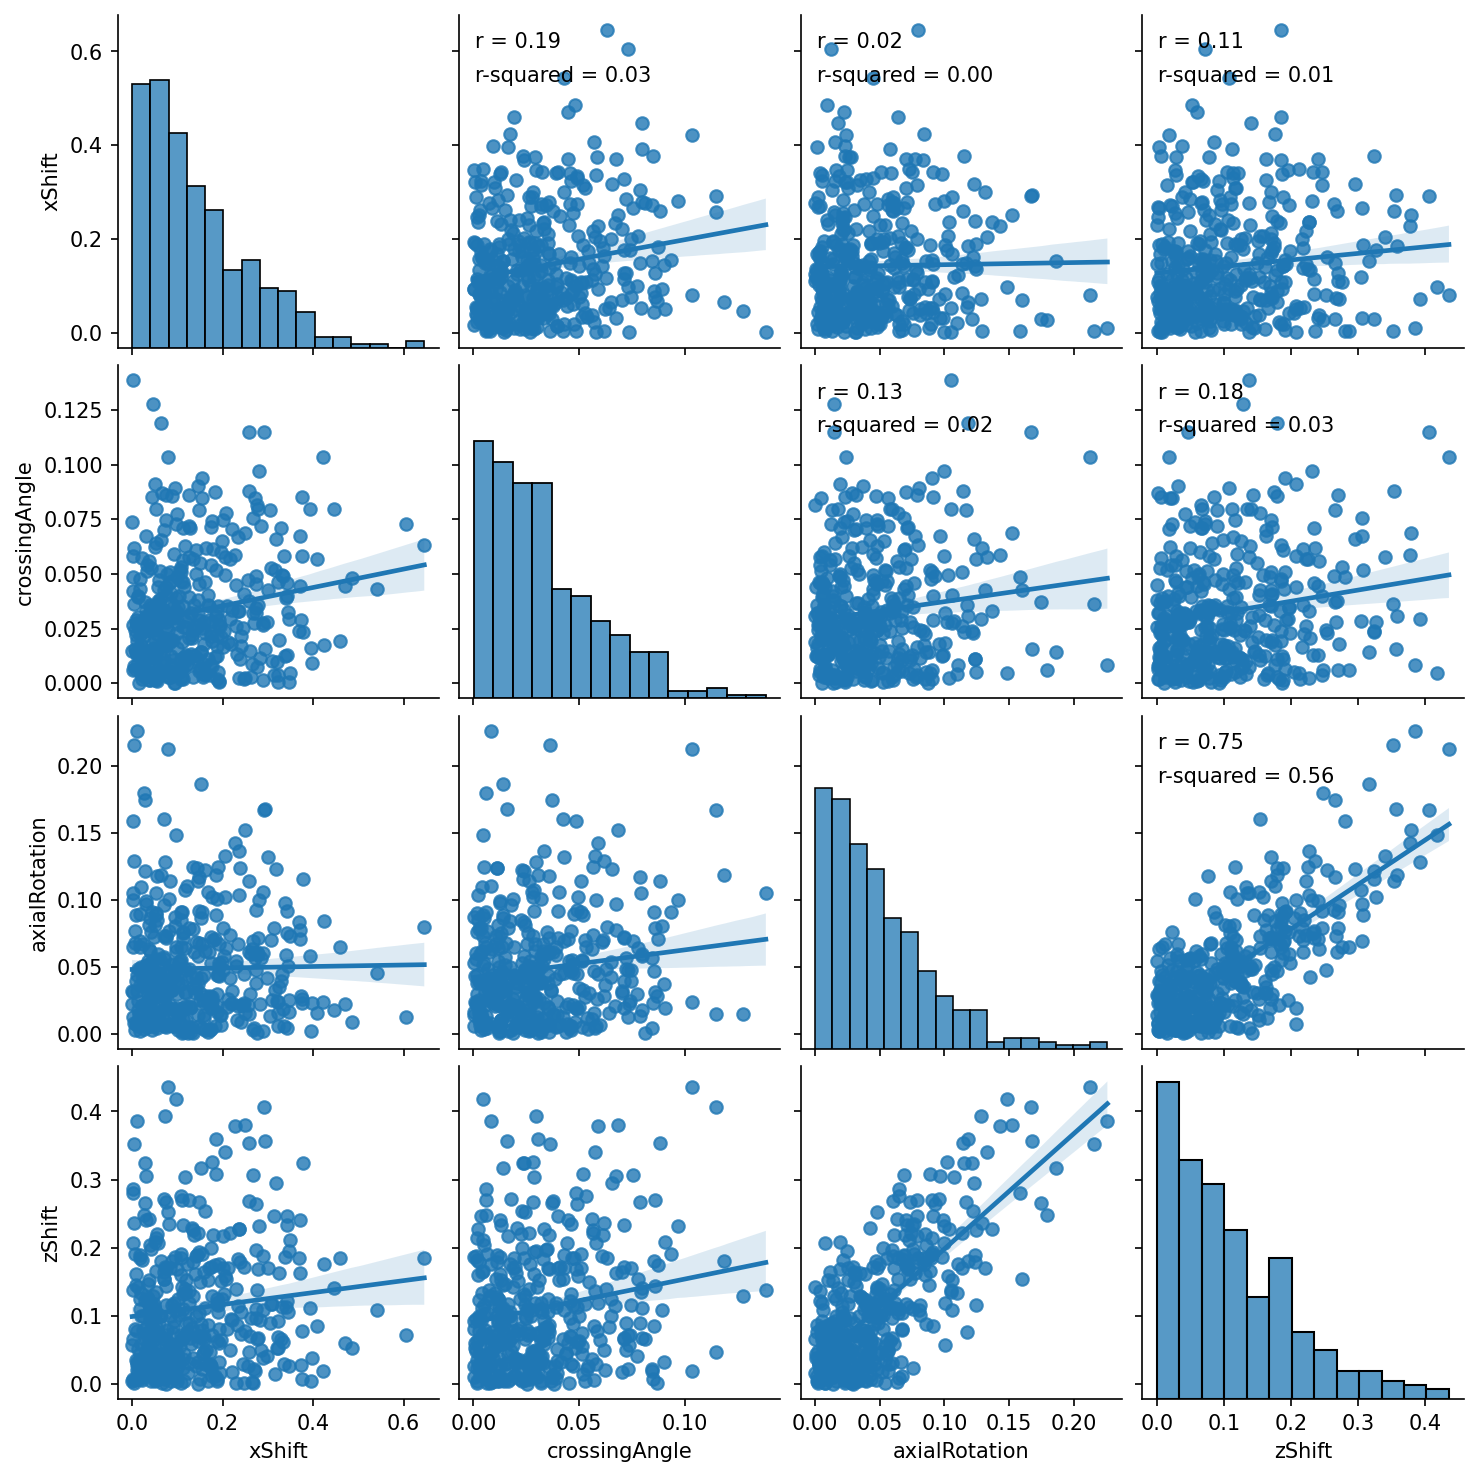 r = 0.19
r = 0.02
r = 0.11
r-squared = 0.03
r-squared = 0.00
r-squared = 0.01
0.6
0.4
0.2
0.0
xShift
r = 0.13
r = 0.18
r-squared = 0.02
r-squared = 0.03
0.125
0.100
0.075
0.050
0.025
0.000
crossingAngle
r = 0.75
r-squared = 0.56
0.20
0.15
0.10
0.05
0.00
axialRotation
0.4
0.3
0.2
0.1
0.0
zShift
0.0 0.2 0.4 0.6
0.00 0.05 0.10
0.00 0.05 0.10 0.15 0.20
0.0 0.1 0.2 0.3 0.4
xShift
crossingAngle
axialRotation
zShift